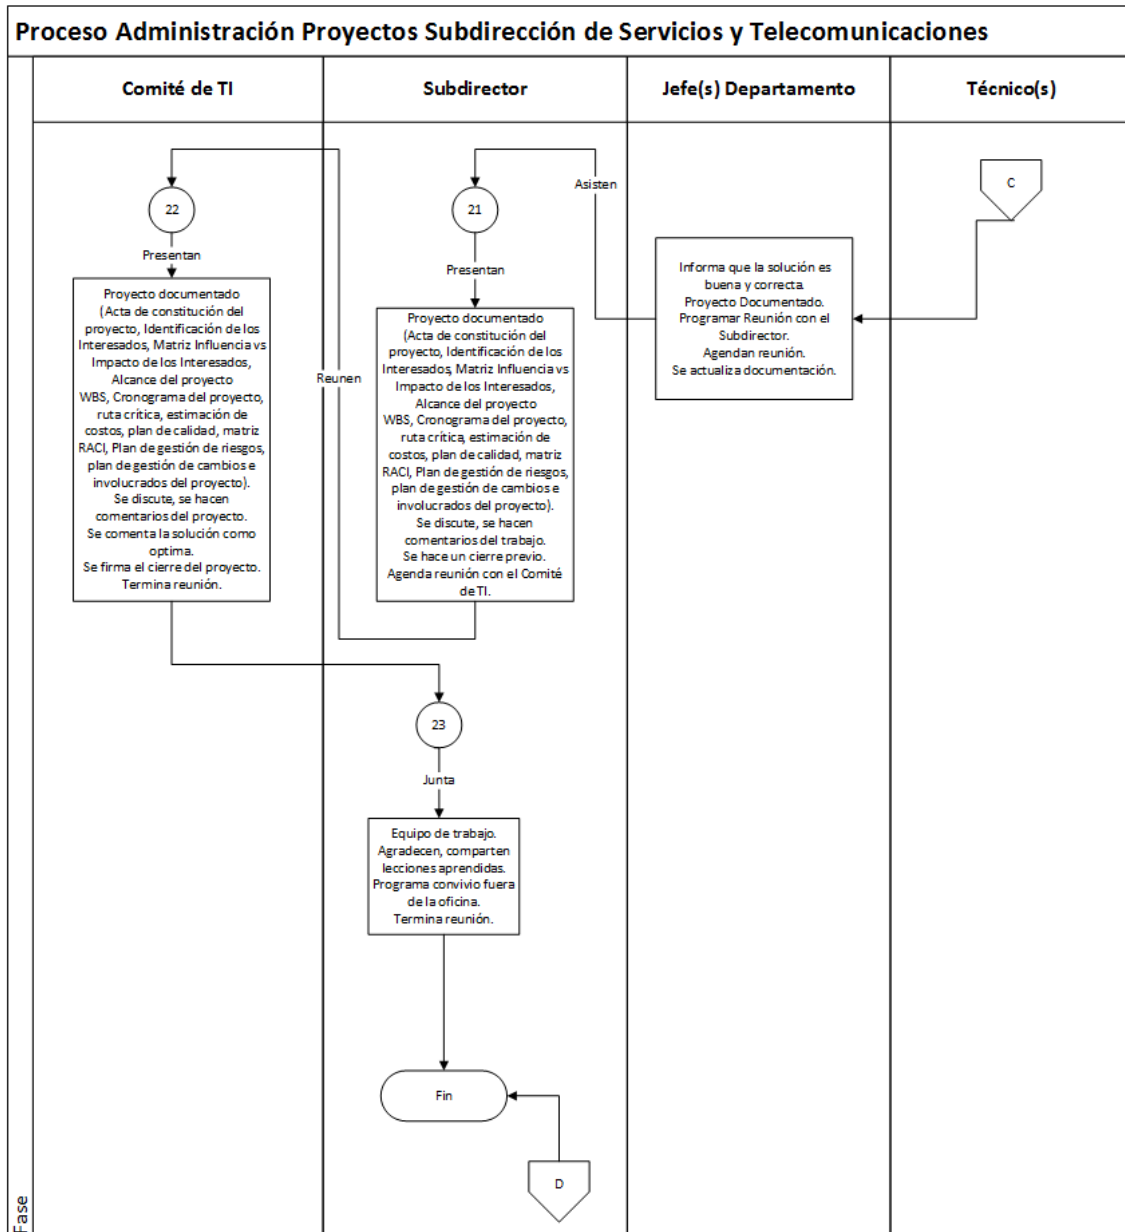 Proceso Administración Proyectos Subdirección de Servicios y Telecomunicaciones
Comité de TI
Subdirector
Jefe(s) Departamento
Técnico(s)
C
Informa que la solución es
buena y correcta.
Proyecto Documentado.
Programar Reunión con el
Subdirector.
Agendan reunión.
Se actualiza documentación.
Asisten
21
Presentan
Proyecto documentado
(Acta de constitución del
proyecto, Identificación de los
Interesados, Matriz Influencia vs
Impacto de los Interesados,
Alcance del proyecto
WBS, Cronograma del proyecto,
ruta crítica, estimación de
costos, plan de calidad, matriz
RACI, Plan de gestión de riesgos,
plan de gestión de cambios e
involucrados del proyecto).
Se discute, se hacen
comentarios del trabajo.
Se hace un cierre previo.
Agenda reunión con el Comité
de TI.
Reunen
22
Presentan
Proyecto documentado
(Acta de constitución del
proyecto, Identificación de los
Interesados, Matriz Influencia vs
Impacto de los Interesados,
Alcance del proyecto
WBS, Cronograma del proyecto,
ruta crítica, estimación de
costos, plan de calidad, matriz
RACI, Plan de gestión de riesgos,
plan de gestión de cambios e
involucrados del proyecto).
Se discute, se hacen
comentarios del proyecto.
Se comenta la solución como
optima.
Se firma el cierre del proyecto.
Termina reunión.
23
Junta
Equipo de trabajo.
Agradecen, comparten
lecciones aprendidas.
Programa convivio fuera
de la oficina.
Termina reunión.
Fin
D
Fase